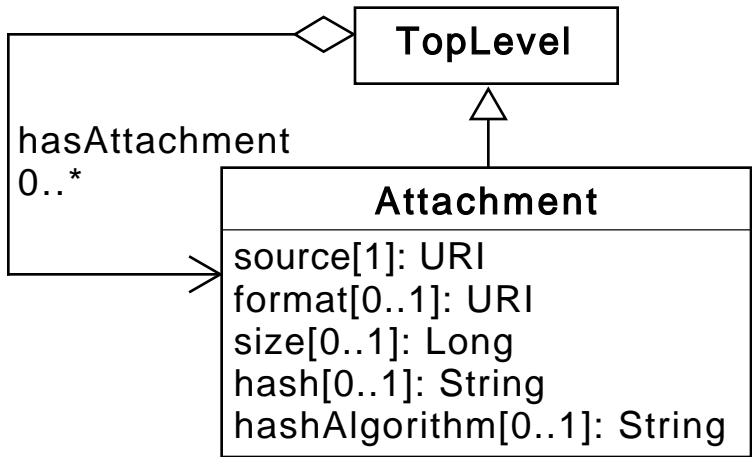 TopLevel
hasAttachment
0..*
Attachment
source[1]: URI
format[0..1]: URI
size[0..1]: Long
hash[0..1]: String
hashAlgorithm[0..1]: String